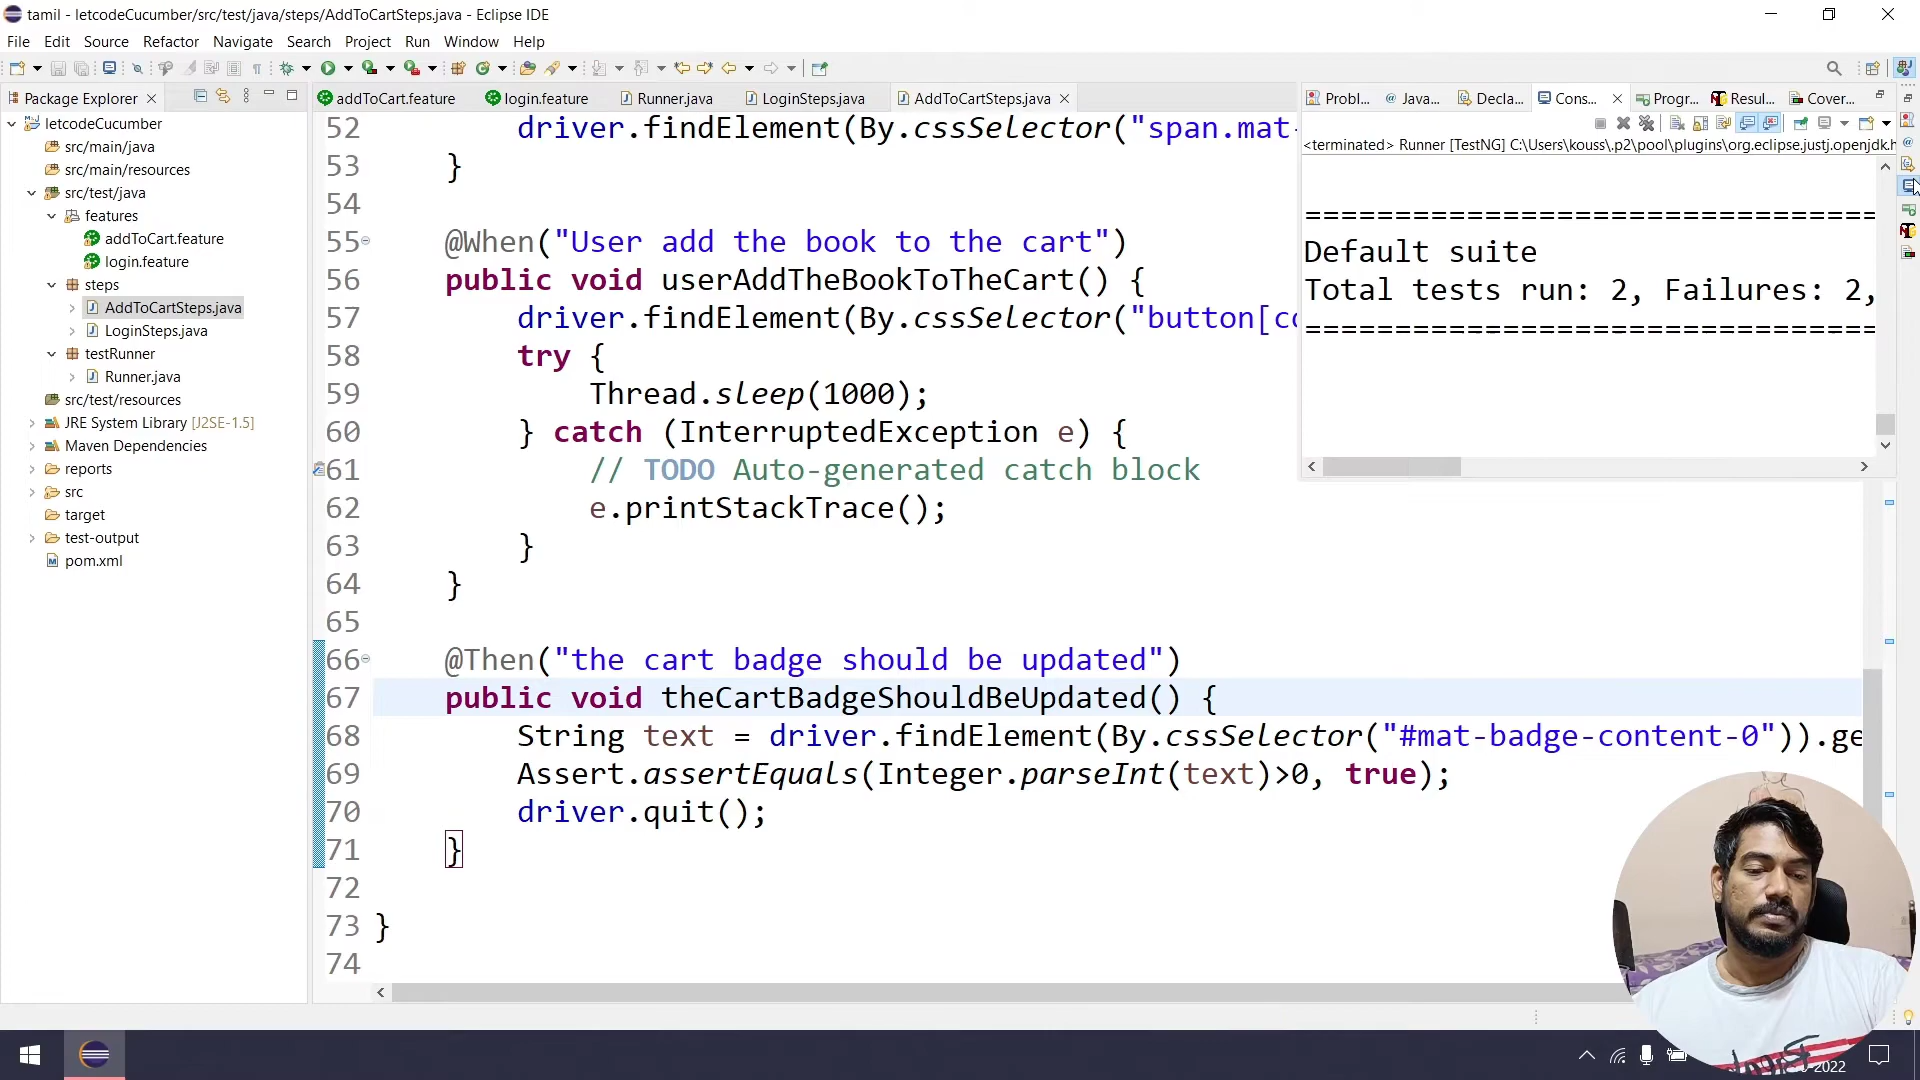 tamil - letcodeCucumber/src/test/java/steps/AddToCartSteps.java - Eclipse IDE
File Edit Source Refactor Navigate Search Project Run Window Help
Package Explorer
letcodeCucumber
src/main/java
src/main/resources
src/test/java
features
addToCart.feature
login.feature
steps
AddToCartSteps.java
LoginSteps.java
testRunner
Runner.java
src/test/resources
JRE System Library [J2SE-1.5]
Maven Dependencies
reports
src
target
test-output
pom.xml
addToCart.feature login.feature Runner.java LoginSteps.java AddToCartSteps.java
52 driver.findElement(By.cssSelector("span.mat-
53 }
54
55 @When("User add the book to the cart")
56 public void userAddTheBookToTheCart() {
57 driver.findElement(By.cssSelector("button[co
58 try {
59 Thread.sleep(1000);
60 } catch (InterruptedException e) {
61 // TODO Auto-generated catch block
62 e.printStackTrace();
63 }
64 }
65
66 @Then("the cart badge should be updated")
67 public void theCartBadgeShouldBeUpdated() {
68 String text = driver.findElement(By.cssSelector("#mat-badge-content-0")).ge
69 Assert.assertEquals(Integer.parseInt(text)>0, true);
70 driver.quit();
71 }
72
73 }
74
Probl... Java... Decla... Cons... Progr... Resul... Cover...
<terminated> Runner [TestNG] C:\Users\kouss\.p2\pool\plugins\org.eclipse.justj.openjdk.h
===============================
Default suite
Total tests run: 2, Failures: 2,
===============================
2022